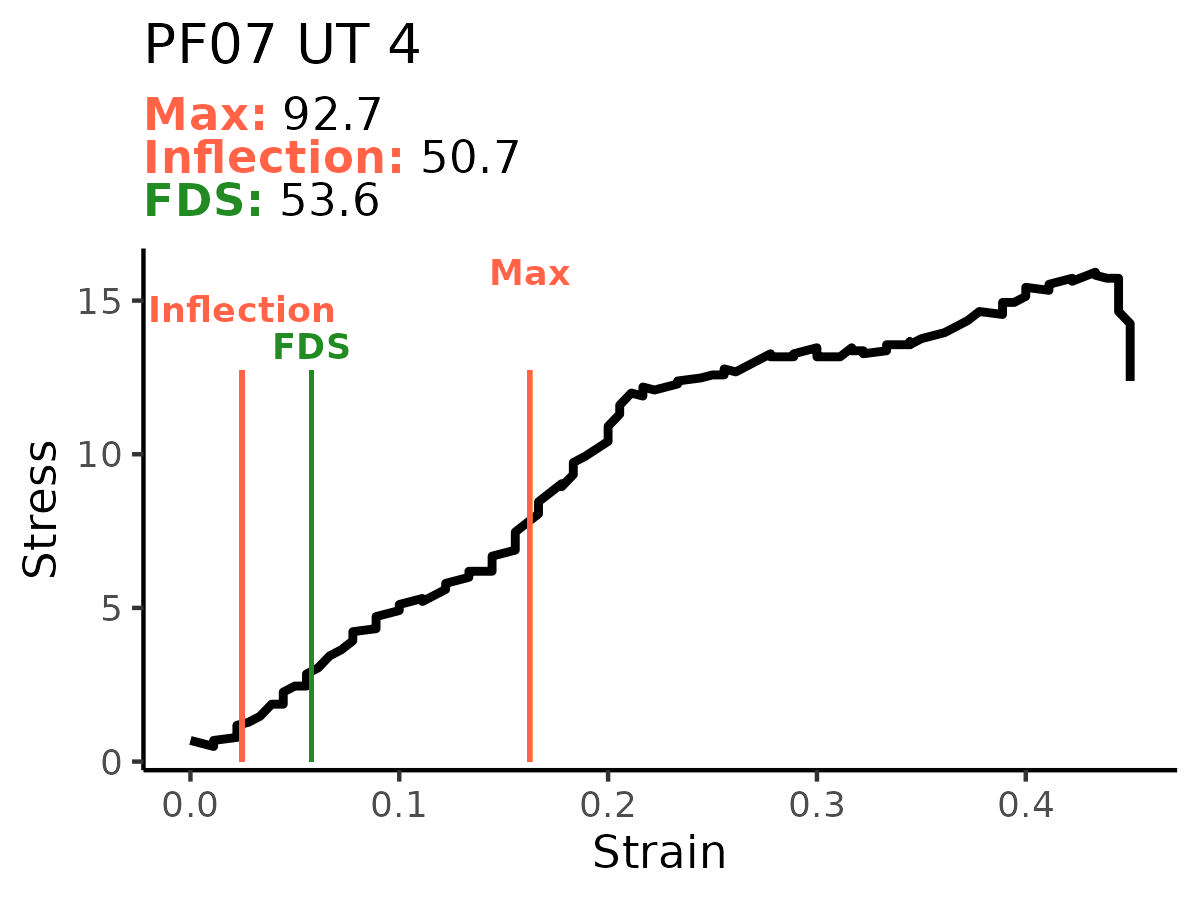 PF07 UT 4
Max: 92.7
Inflection: 50.7
FDS: 53.6
Max
Inflection
FDS
15
10
5
0
Stress
0.0 0.1 0.2 0.3 0.4
Strain